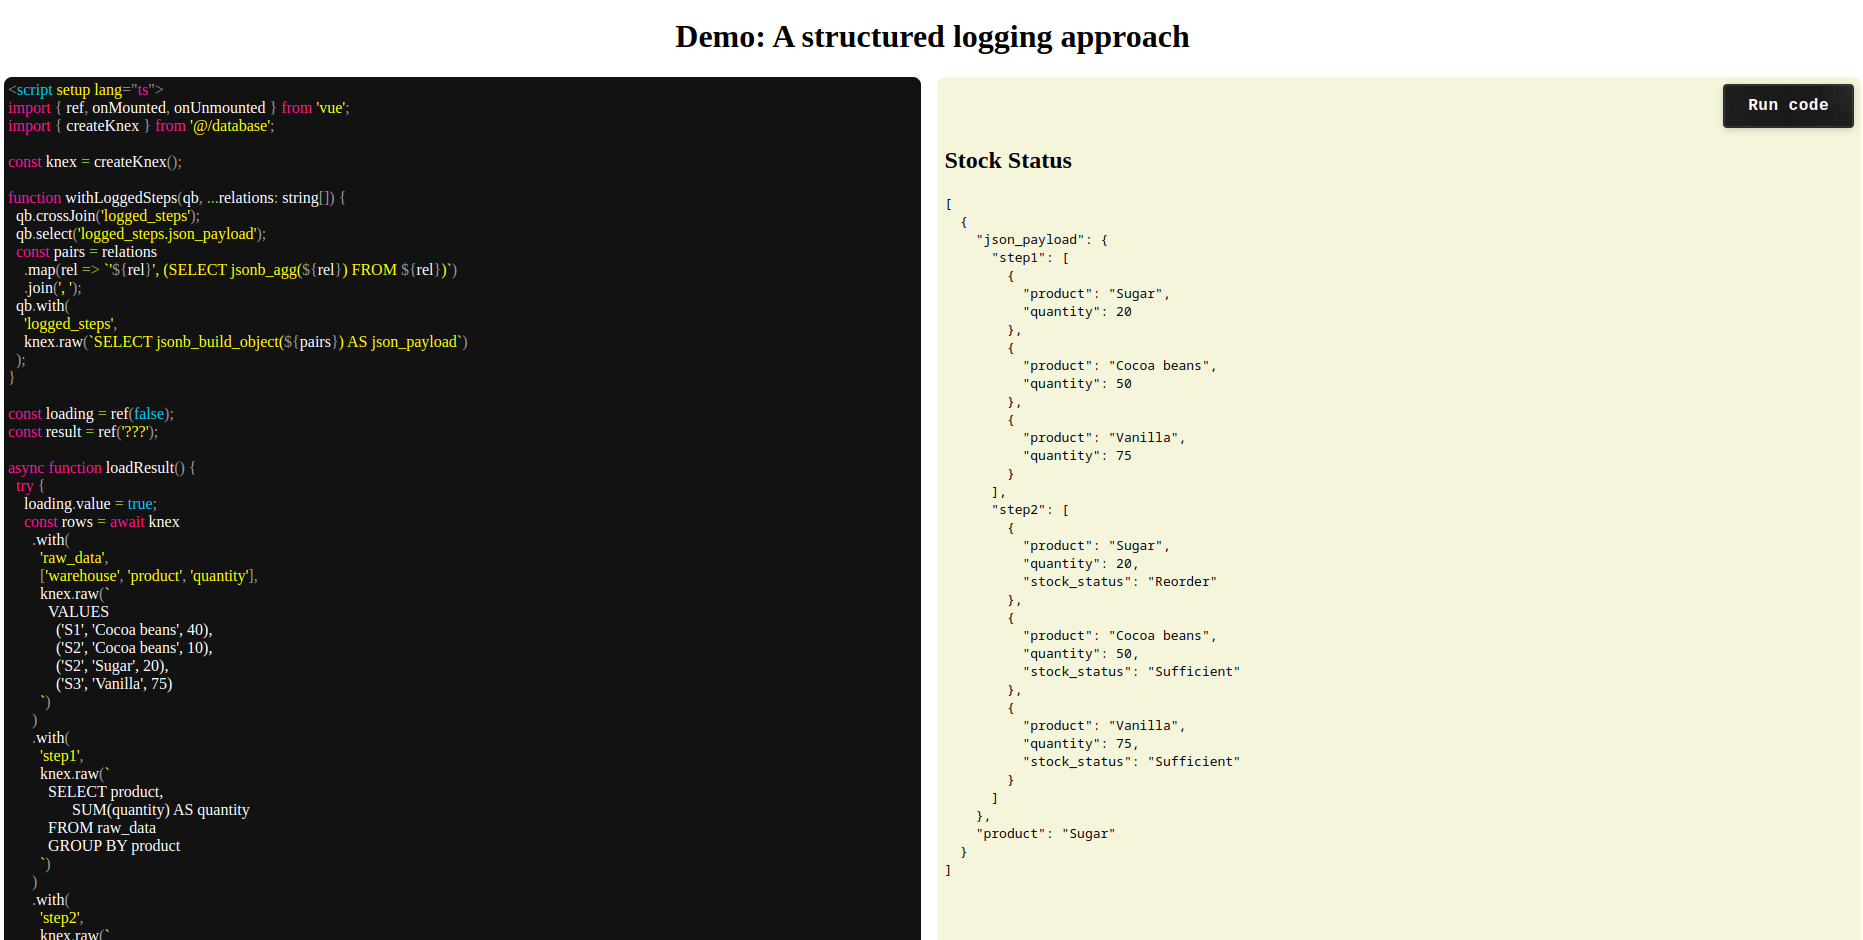 Demo: A structured logging approach
<script setup lang="ts">
import { ref, onMounted, onUnmounted } from 'vue';
import { createKnex } from '@/database';

const knex = createKnex();

function withLoggedSteps(qb, ...relations: string[]) {
  qb.crossJoin('logged_steps');
  qb.select('logged_steps.json_payload');
  const pairs = relations
    .map(rel => `'${rel}', (SELECT jsonb_agg(${rel}) FROM ${rel})`)
    .join(', ');
  qb.with(
    'logged_steps',
    knex.raw(`SELECT jsonb_build_object(${pairs}) AS json_payload`)
  );
}

const loading = ref(false);
const result = ref('???');

async function loadResult() {
  try {
    loading.value = true;
    const rows = await knex
      .with(
        'raw_data',
        ['warehouse', 'product', 'quantity'],
        knex.raw(`
          VALUES
            ('S1', 'Cocoa beans', 40),
            ('S2', 'Cocoa beans', 10),
            ('S2', 'Sugar', 20),
            ('S3', 'Vanilla', 75)
        `)
      )
      .with(
        'step1',
        knex.raw(`
          SELECT product,
                SUM(quantity) AS quantity
          FROM raw_data
          GROUP BY product
        `)
      )
      .with(
        'step2',
        knex.raw(`
Run code
Stock Status
[
  {
    "json_payload": {
      "step1": [
        {
          "product": "Sugar",
          "quantity": 20
        },
        {
          "product": "Cocoa beans",
          "quantity": 50
        },
        {
          "product": "Vanilla",
          "quantity": 75
        }
      ],
      "step2": [
        {
          "product": "Sugar",
          "quantity": 20,
          "stock_status": "Reorder"
        },
        {
          "product": "Cocoa beans",
          "quantity": 50,
          "stock_status": "Sufficient"
        },
        {
          "product": "Vanilla",
          "quantity": 75,
          "stock_status": "Sufficient"
        }
      ]
    },
    "product": "Sugar"
  }
]